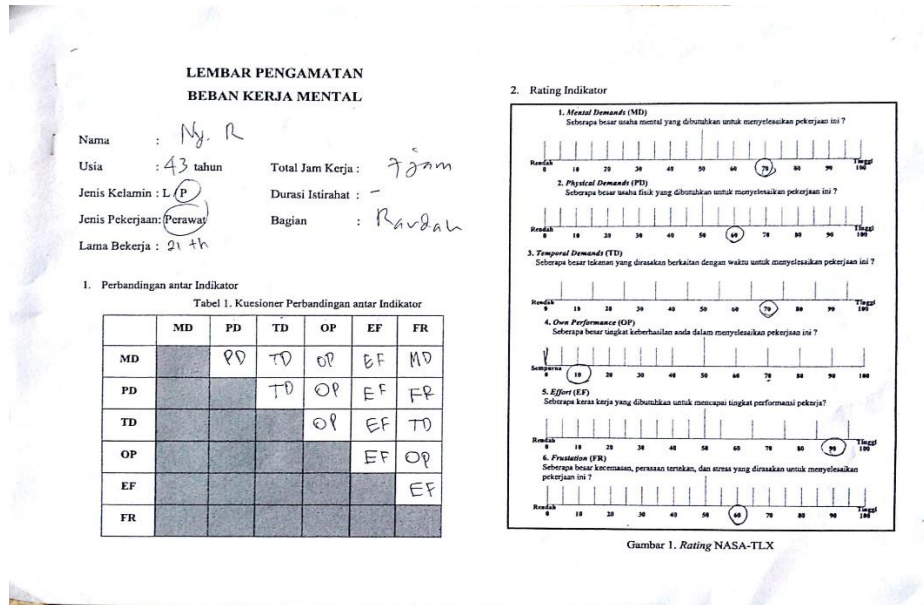 LEMBAR PENGAMATAN
BEBAN KERJA MENTAL
Nama : Ny. R
Usia : 43 tahun Total Jam Kerja : 7 jam
Jenis Kelamin : L / P Durasi Istirahat : -
Jenis Pekerjaan: Perawat Bagian : Raudah
Lama Bekerja : 21 th
1. Perbandingan antar Indikator
Tabel 1. Kuesioner Perbandingan antar Indikator
MD PD TD OP EF FR
MD PD TD OP EF MD
PD TD OP EF FR
TD OP EF TD
OP EF OP
EF EF
FR
2. Rating Indikator
1. Mental Demands (MD)
Seberapa besar usaha mental yang dibutuhkan untuk menyelesaikan pekerjaan ini ?
Rendah Tinggi
0 10 20 30 40 50 60 70 80 90 100
2. Physical Demands (PD)
Seberapa besar usaha fisik yang dibutuhkan untuk menyelesaikan pekerjaan ini ?
Rendah Tinggi
0 10 20 30 40 50 60 70 80 90 100
3. Temporal Demands (TD)
Seberapa besar tekanan yang dirasakan berkaitan dengan waktu untuk menyelesaikan pekerjaan ini ?
Rendah Tinggi
0 10 20 30 40 50 60 70 80 90 100
4. Own Performance (OP)
Seberapa besar tingkat keberhasilan anda dalam menyelesaikan pekerjaan ini ?
Sempurna
0 10 20 30 40 50 60 70 80 90 100
5. Effort (EF)
Seberapa keras kerja yang dibutuhkan untuk mencapai tingkat performansi pekerja?
Rendah Tinggi
0 10 20 30 40 50 60 70 80 90 100
6. Frustation (FR)
Seberapa besar kecemasan, perasaan tertekan, dan stress yang dirasakan untuk menyelesaikan
pekerjaan ini ?
Rendah Tinggi
0 10 20 30 40 50 60 70 80 90 100
Gambar 1. Rating NASA-TLX